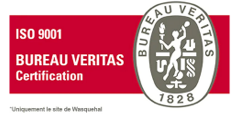 ISO 9001
BUREAU VERITAS
Certification
BUREAU VERITAS
1828
*Uniquement le site de Wasquehal